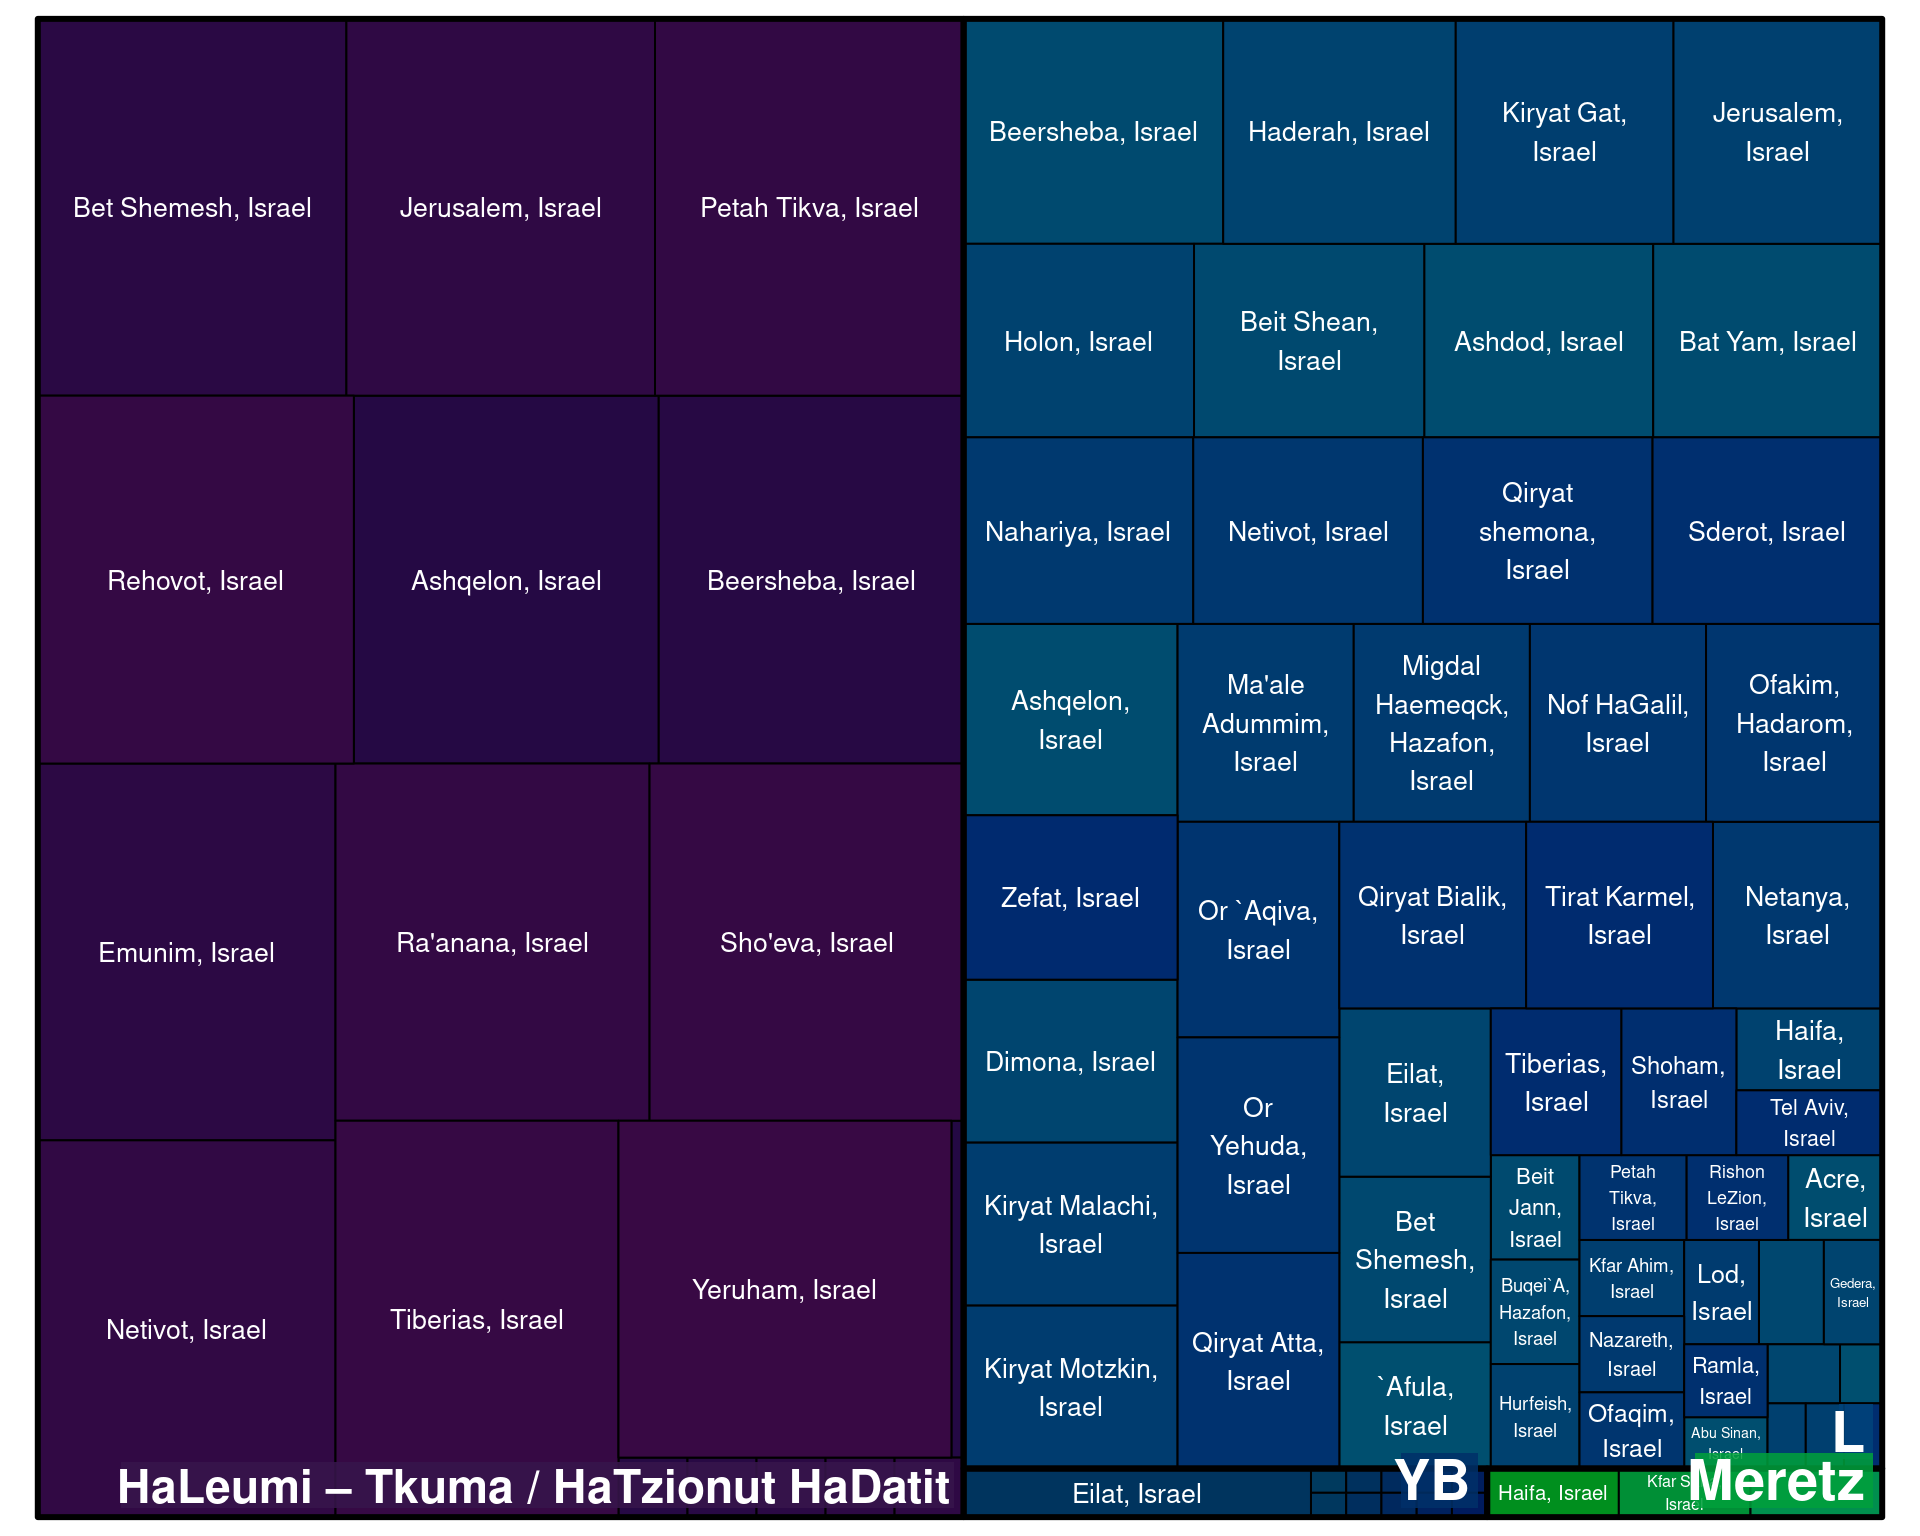 Bet Shemesh, Israel
Jerusalem, Israel
Petah Tikva, Israel
Rehovot, Israel
Ashqelon, Israel
Beersheba, Israel
Emunim, Israel
Ra'anana, Israel
Sho'eva, Israel
Netivot, Israel
Tiberias, Israel
Yeruham, Israel
HaLeumi – Tkuma / HaTzionut HaDatit
Beersheba, Israel
Haderah, Israel
Kiryat Gat,
Israel
Jerusalem,
Israel
Holon, Israel
Beit Shean,
Israel
Ashdod, Israel
Bat Yam, Israel
Nahariya, Israel
Netivot, Israel
Qiryat
shemona,
Israel
Sderot, Israel
Ashqelon,
Israel
Ma'ale
Adummim,
Israel
Migdal
Haemeqck,
Hazafon,
Israel
Nof HaGalil,
Israel
Ofakim,
Hadarom,
Israel
Zefat, Israel
Or `Aqiva,
Israel
Qiryat Bialik,
Israel
Tirat Karmel,
Israel
Netanya,
Israel
Dimona, Israel
Or
Yehuda,
Israel
Eilat,
Israel
Tiberias,
Israel
Shoham,
Israel
Haifa,
Israel
Tel Aviv,
Israel
Kiryat Malachi,
Israel
Bet
Shemesh,
Israel
Beit
Jann,
Israel
Petah
Tikva,
Israel
Rishon
LeZion,
Israel
Acre,
Israel
Kiryat Motzkin,
Israel
Qiryat Atta,
Israel
`Afula,
Israel
Buqei`A,
Hazafon,
Israel
Kfar Ahim,
Israel
Lod,
Israel
Gedera,
Israel
Nazareth,
Israel
Ramla,
Israel
Hurfeish,
Israel
Ofaqim,
Israel
Abu Sinan,
Israel
L
Eilat, Israel
YB
Haifa, Israel
Kfar
Israel
Meretz